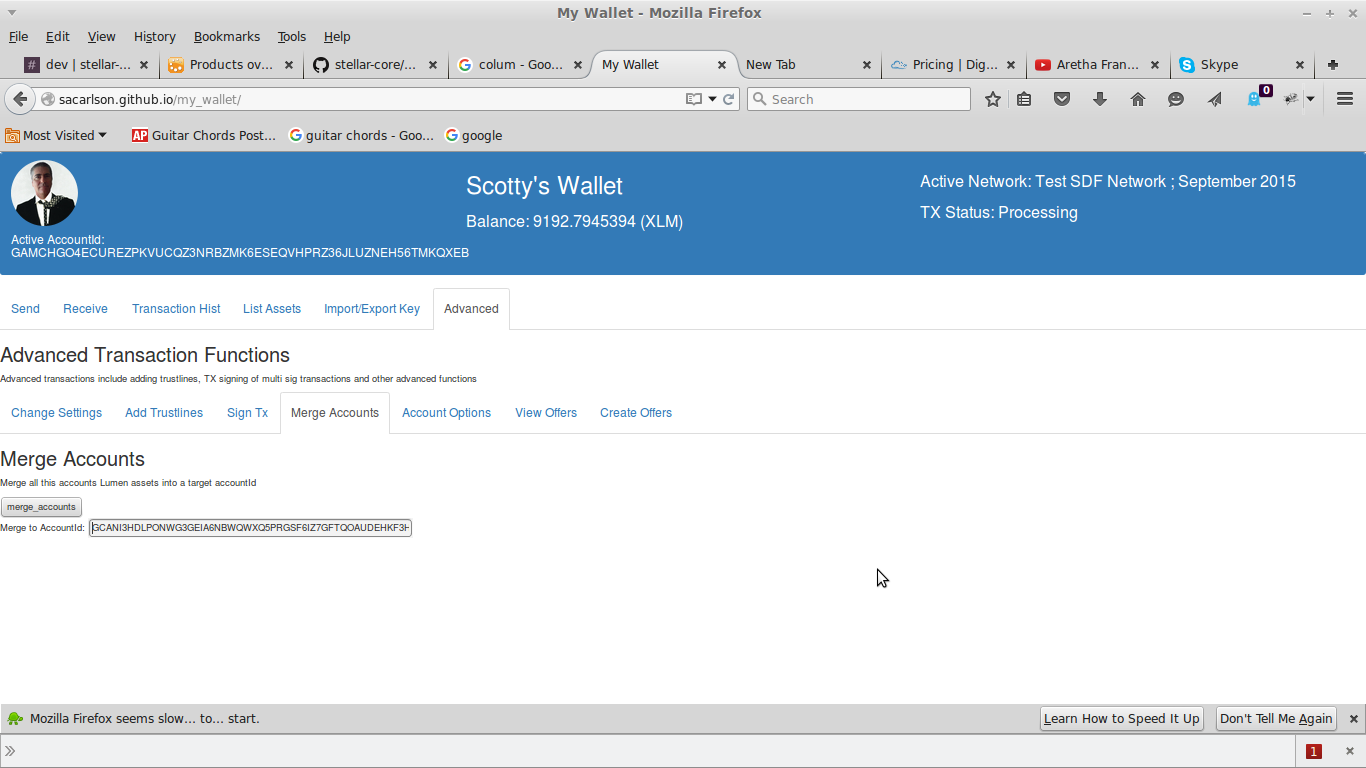 My Wallet - Mozilla Firefox
File Edit View History Bookmarks Tools Help
# dev | stellar-... Products ov... stellar-core/... colum - Goo... My Wallet New Tab Pricing | Dig... Aretha Fran... Skype
sacarlson.github.io/my_wallet/ Search 0
Most Visited AP Guitar Chords Post... guitar chords - Goo... google
Scotty's Wallet
Active Network: Test SDF Network ; September 2015
Balance: 9192.7945394 (XLM)
TX Status: Processing
Active AccountId:
GAMCHGO4ECUREZPKVUCQZ3NRBZMK6ESEQVHPRZ36JLUZNEH56TMKQXEB
Send Receive Transaction Hist List Assets Import/Export Key Advanced
Advanced Transaction Functions
Advanced transactions include adding trustlines, TX signing of multi sig transactions and other advanced functions
Change Settings Add Trustlines Sign Tx Merge Accounts Account Options View Offers Create Offers
Merge Accounts
Merge all this accounts Lumen assets into a target accountId
merge_accounts
Merge to AccountId: GCANI3HDLPONWG3GEIA6NBWQWXQ5PRGSF6IZ7GFTQOAUDEHKF3H
Mozilla Firefox seems slow... to... start. Learn How to Speed It Up Don't Tell Me Again
1